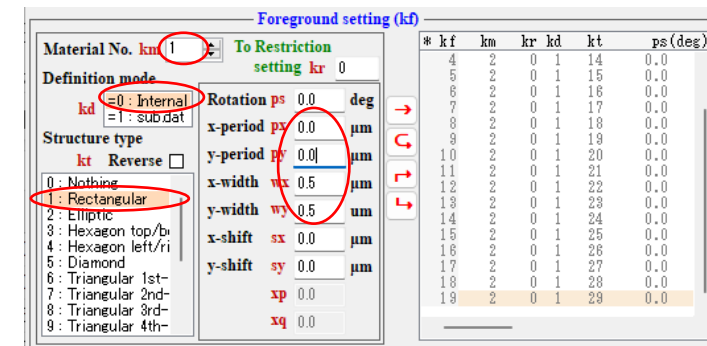 Foreground setting (kf)
Material No. km 1
To Restriction
setting kr 0
Definition mode
kd =0 : Internal
=1 : sub.dat
Structure type
kt Reverse
0 : Nothing
1 : Rectangular
2 : Elliptic
3 : Hexagon top/b
4 : Hexagon left/ri
5 : Diamond
6 : Triangular 1st-
7 : Triangular 2nd-
8 : Triangular 3rd-
9 : Triangular 4th-
Rotation ps 0.0 deg
x-period px 0.0 μm
y-period py 0.0 μm
x-width wx 0.5 μm
y-width wy 0.5 um
x-shift sx 0.0 μm
y-shift sy 0.0 μm
xp 0.0
xq 0.0
→
* kf km kr kd kt ps(deg)
4 2 0 1 14 0.0
5 2 0 1 15 0.0
6 2 0 1 16 0.0
7 2 0 1 17 0.0
8 2 0 1 18 0.0
9 2 0 1 19 0.0
10 2 0 1 20 0.0
11 2 0 1 21 0.0
12 2 0 1 22 0.0
13 2 0 1 23 0.0
14 2 0 1 24 0.0
15 2 0 1 25 0.0
16 2 0 1 26 0.0
17 2 0 1 27 0.0
18 2 0 1 28 0.0
19 2 0 1 29 0.0